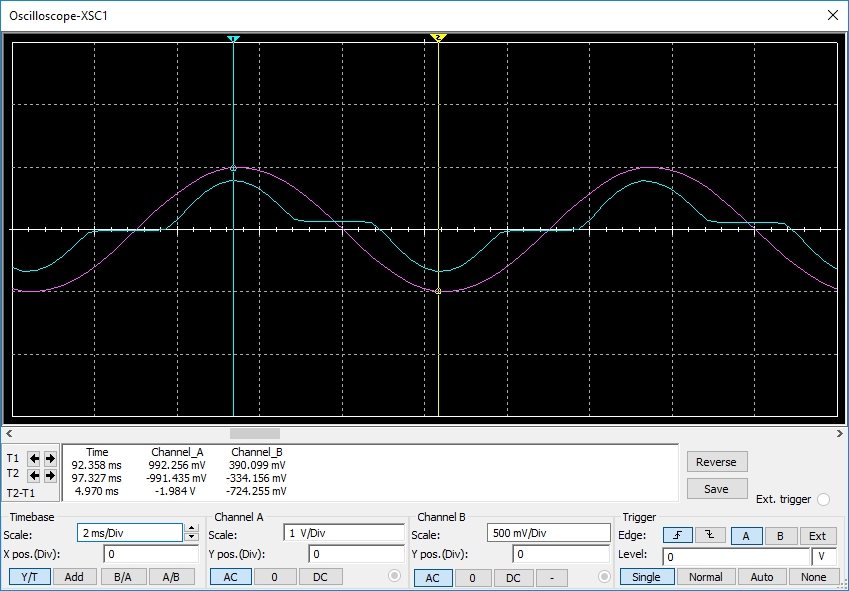 Oscilloscope-XSC1
1 2
T1
T2
T2-T1
Time Channel_A Channel_B
92.358 ms 992.256 mV 390.099 mV
97.327 ms -991.435 mV -334.156 mV
4.970 ms -1.984 V -724.255 mV
Reverse
Save
Ext. trigger
Timebase
Scale: 2 ms/Div
X pos.(Div): 0
Y/T Add B/A A/B
Channel A
Scale: 1 V/Div
Y pos.(Div): 0
AC 0 DC
Channel B
Scale: 500 mV/Div
Y pos.(Div): 0
AC 0 DC -
Trigger
Edge: A B Ext
Level: 0 V
Single Normal Auto None